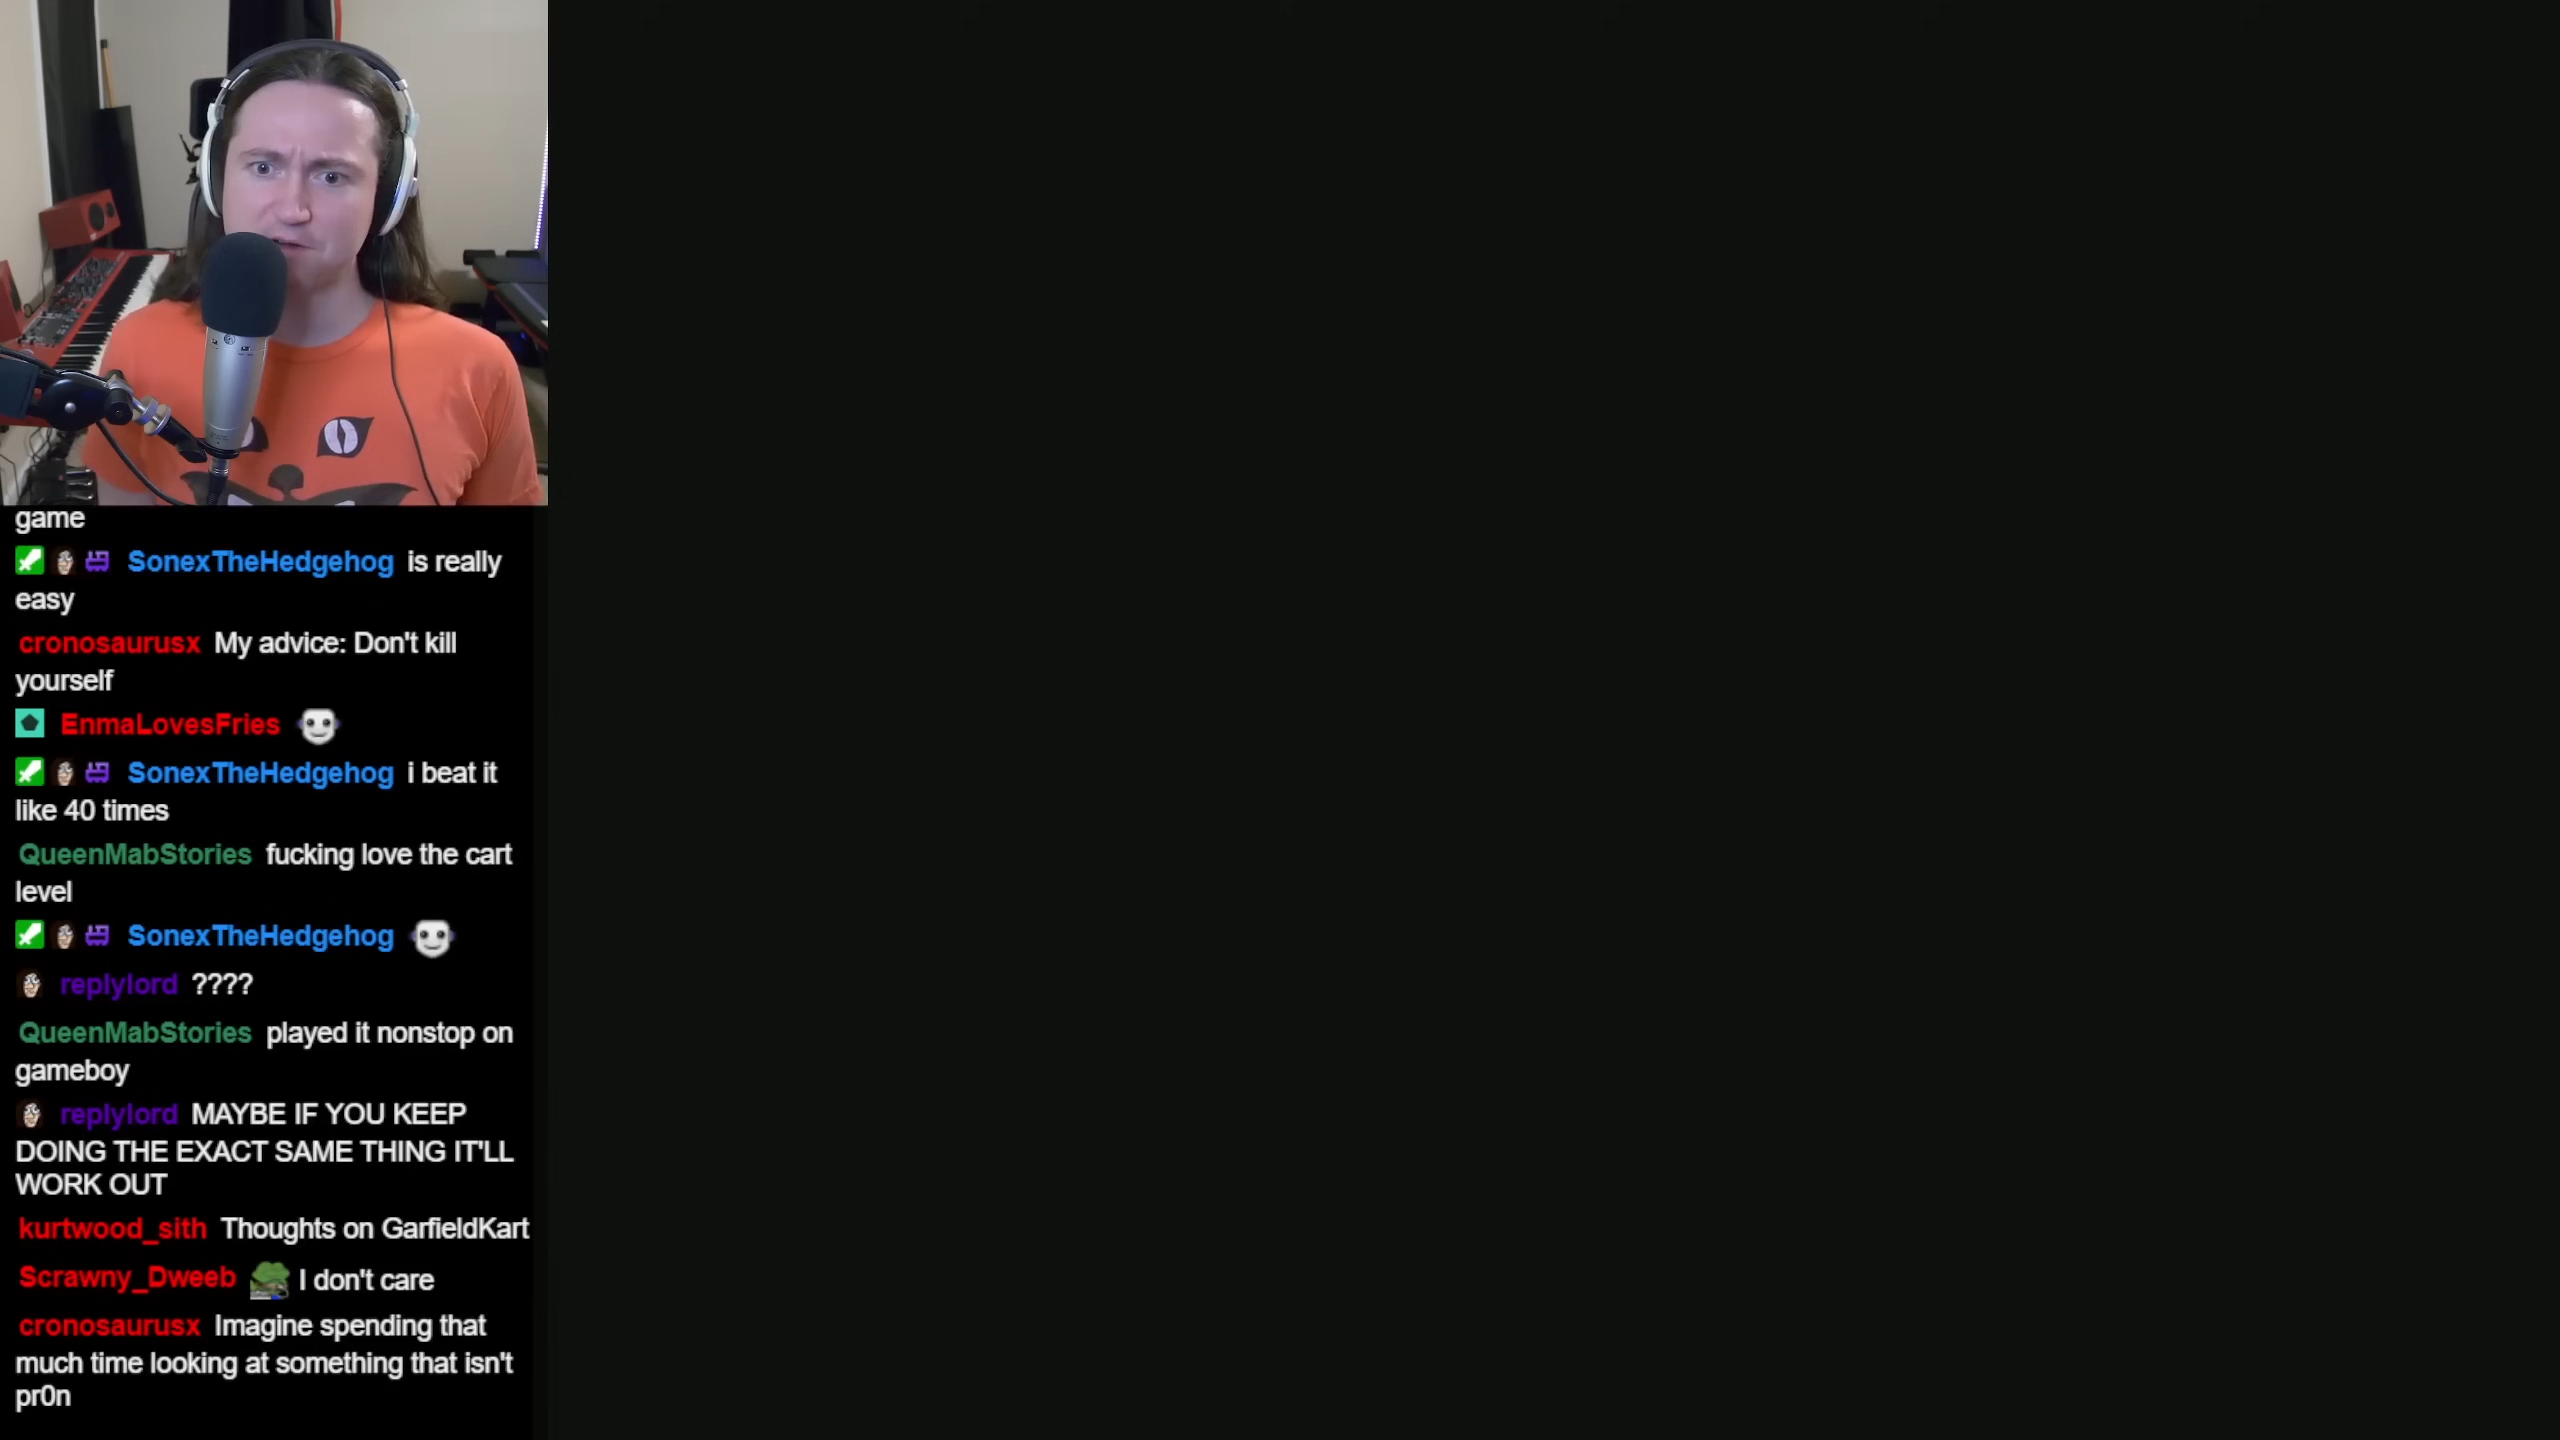 game
SonexTheHedgehog is really
easy
cronosaurusx My advice: Don't kill
yourself
EnmaLovesFries
SonexTheHedgehog i beat it
like 40 times
QueenMabStories fucking love the cart
level
SonexTheHedgehog
replylord ????
QueenMabStories played it nonstop on
gameboy
replylord MAYBE IF YOU KEEP
DOING THE EXACT SAME THING IT'LL
WORK OUT
kurtwood_sith Thoughts on GarfieldKart
Scrawny_Dweeb I don't care
cronosaurusx Imagine spending that
much time looking at something that isn't
pr0n